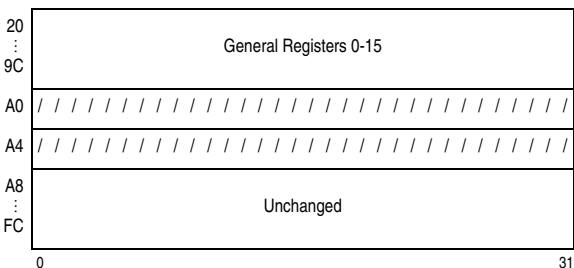 20
⋮
9C
General Registers 0-15
A0 / / / / / / / / / / / / / / / / / / / / / / / / / / / / / / / /
A4 / / / / / / / / / / / / / / / / / / / / / / / / / / / / / / / /
A8
⋮
FC
Unchanged
0 31